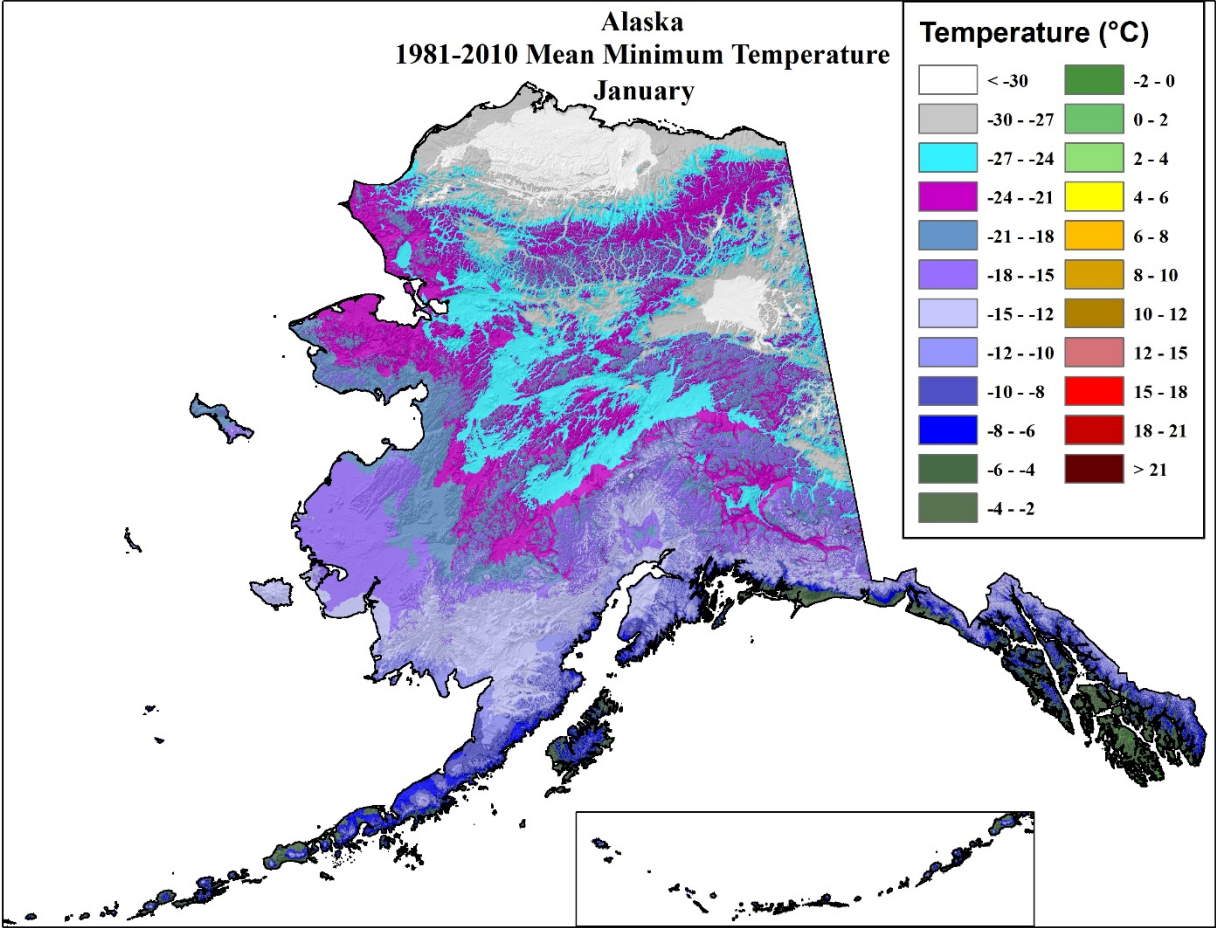 Alaska
1981-2010 Mean Minimum Temperature
January
Temperature (°C)
< -30
-30 - -27
-27 - -24
-24 - -21
-21 - -18
-18 - -15
-15 - -12
-12 - -10
-10 - -8
-8 - -6
-6 - -4
-4 - -2
-2 - 0
0 - 2
2 - 4
4 - 6
6 - 8
8 - 10
10 - 12
12 - 15
15 - 18
18 - 21
> 21